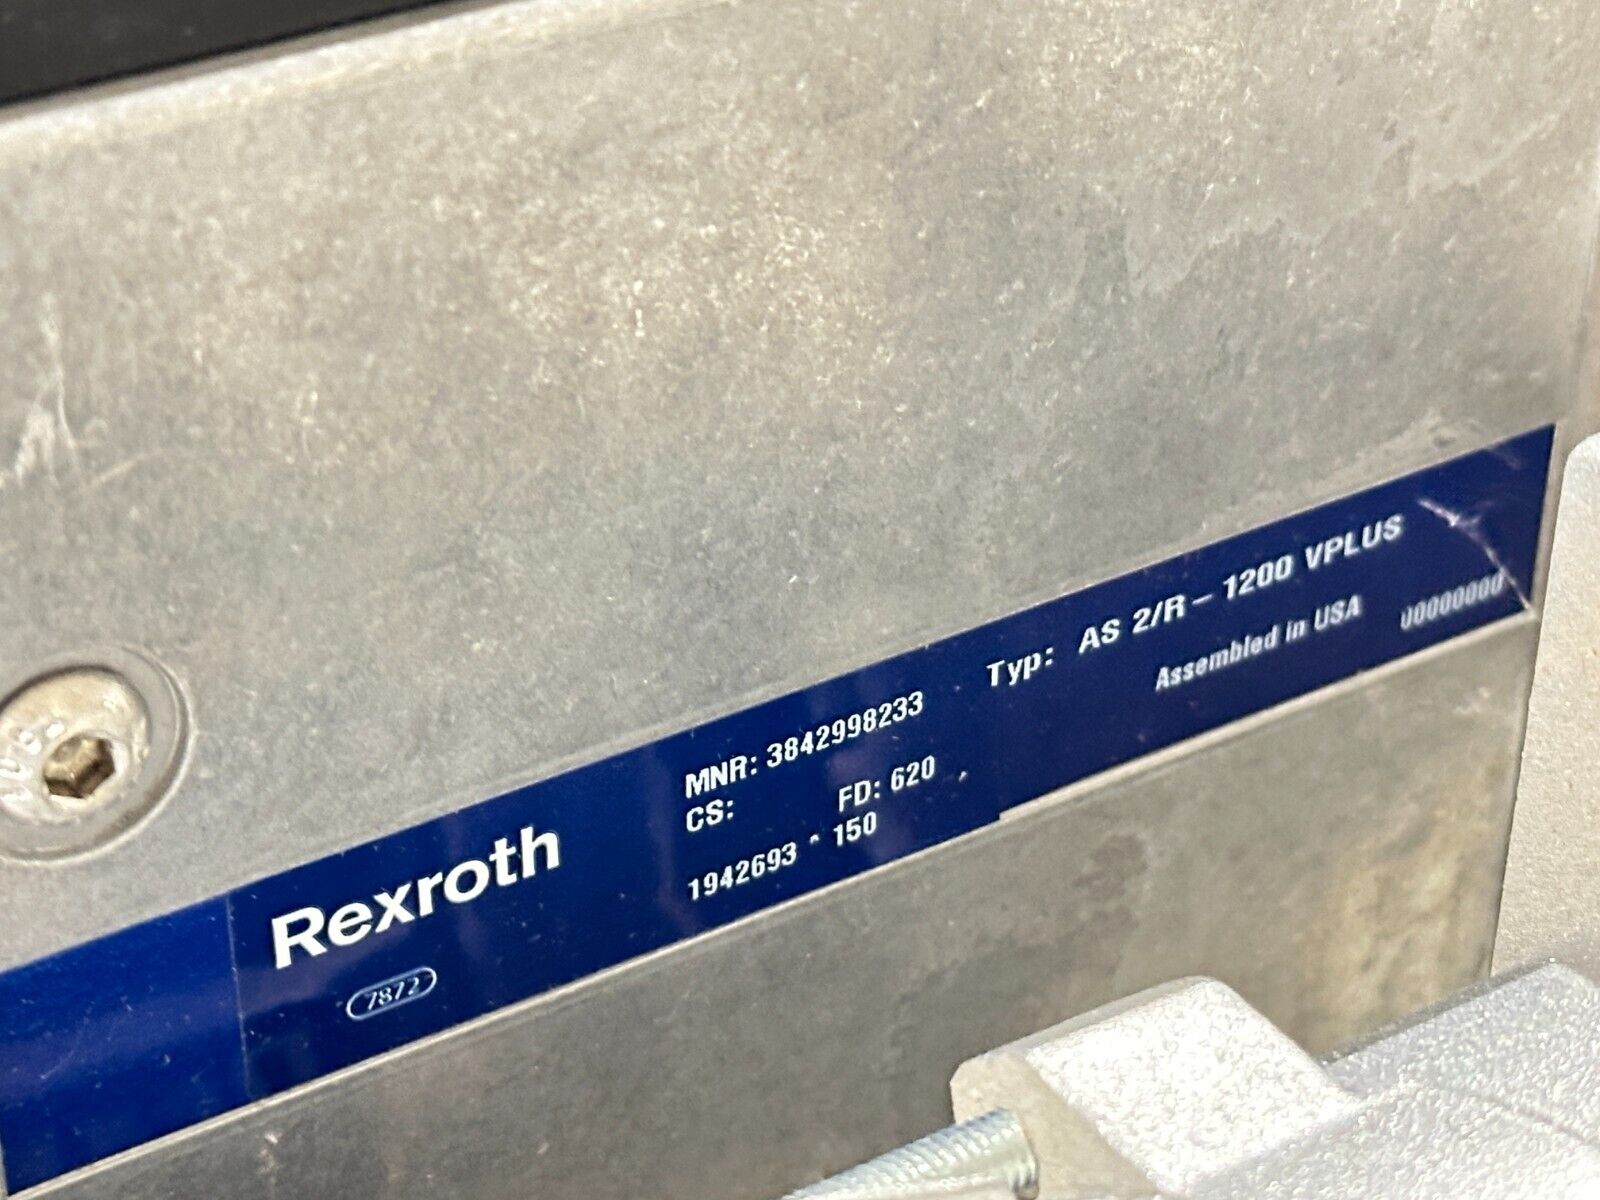 Rexroth
7872
MNR: 3842998233
CS: FD: 620
1942693 - 150
Typ: AS 2/R – 1200 VPLUS
Assembled in USA 00000000